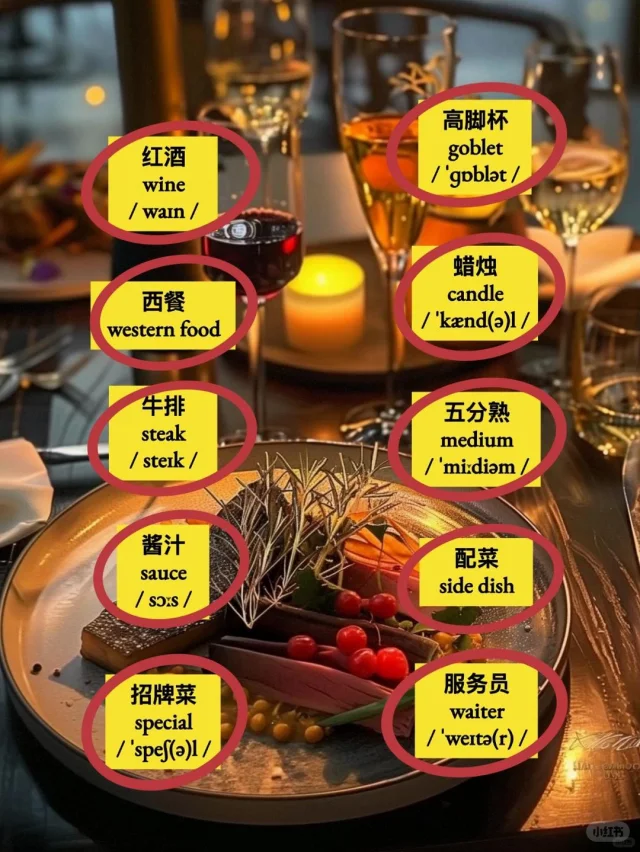 红酒
wine
/ waɪn /
高脚杯
goblet
/ ˈɡɒblət /
西餐
western food
蜡烛
candle
/ ˈkænd(ə)l /
牛排
steak
/ steɪk /
五分熟
medium
/ ˈmiːdiəm /
酱汁
sauce
/ sɔːs /
配菜
side dish
招牌菜
special
/ ˈspeʃ(ə)l /
服务员
waiter
/ ˈweɪtə(r) /
小红书